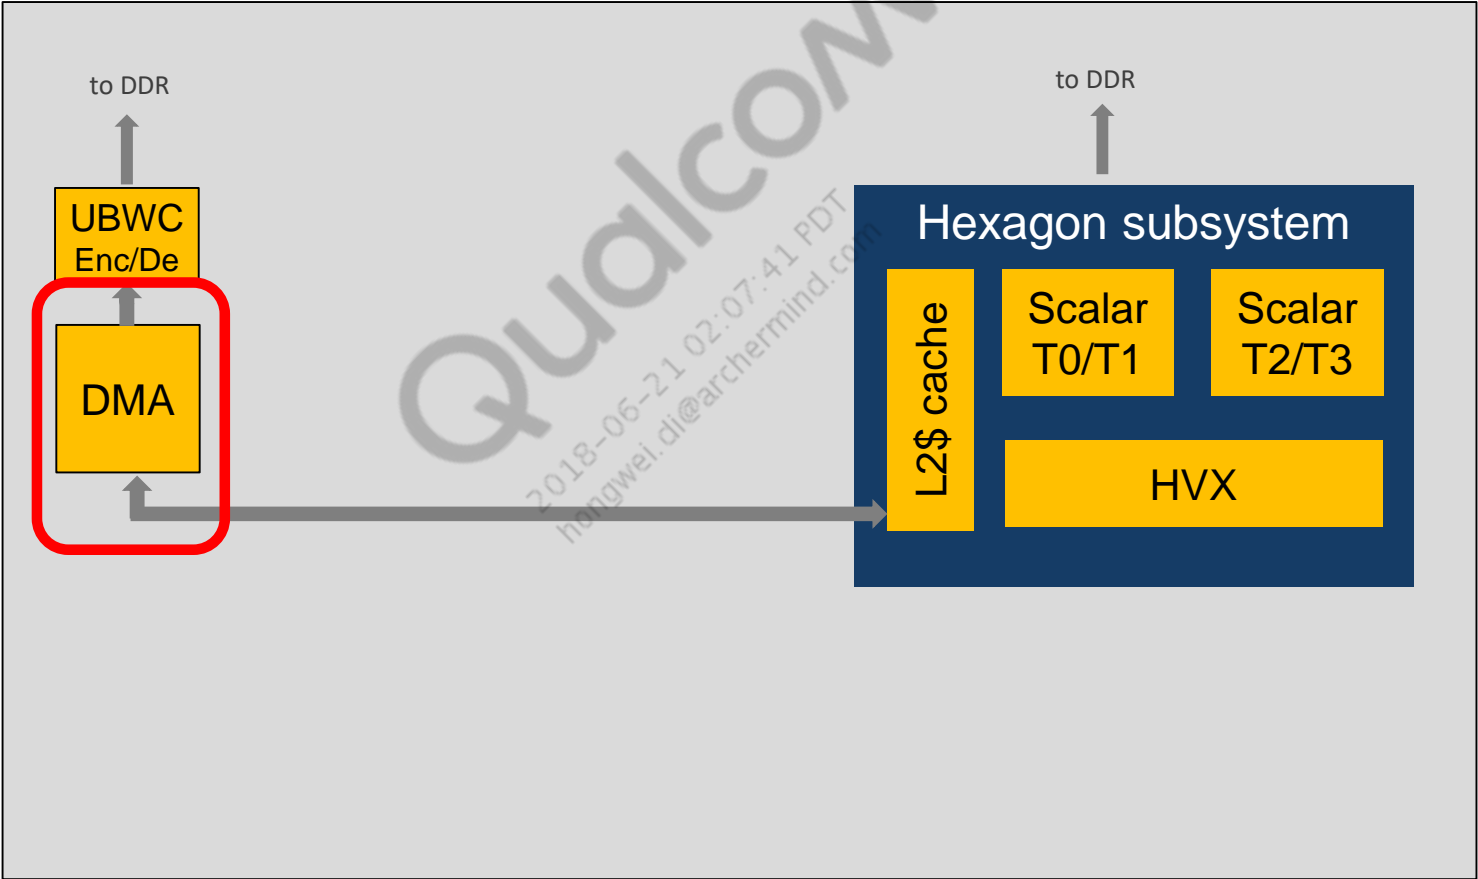 to DDR
to DDR
UBWC
Enc/De
DMA
Hexagon subsystem
L2$ cache
Scalar
T0/T1
Scalar
T2/T3
HVX
Qualcom
2018-06-21 02:07:41 PDT
hongwei.di@archermind.com